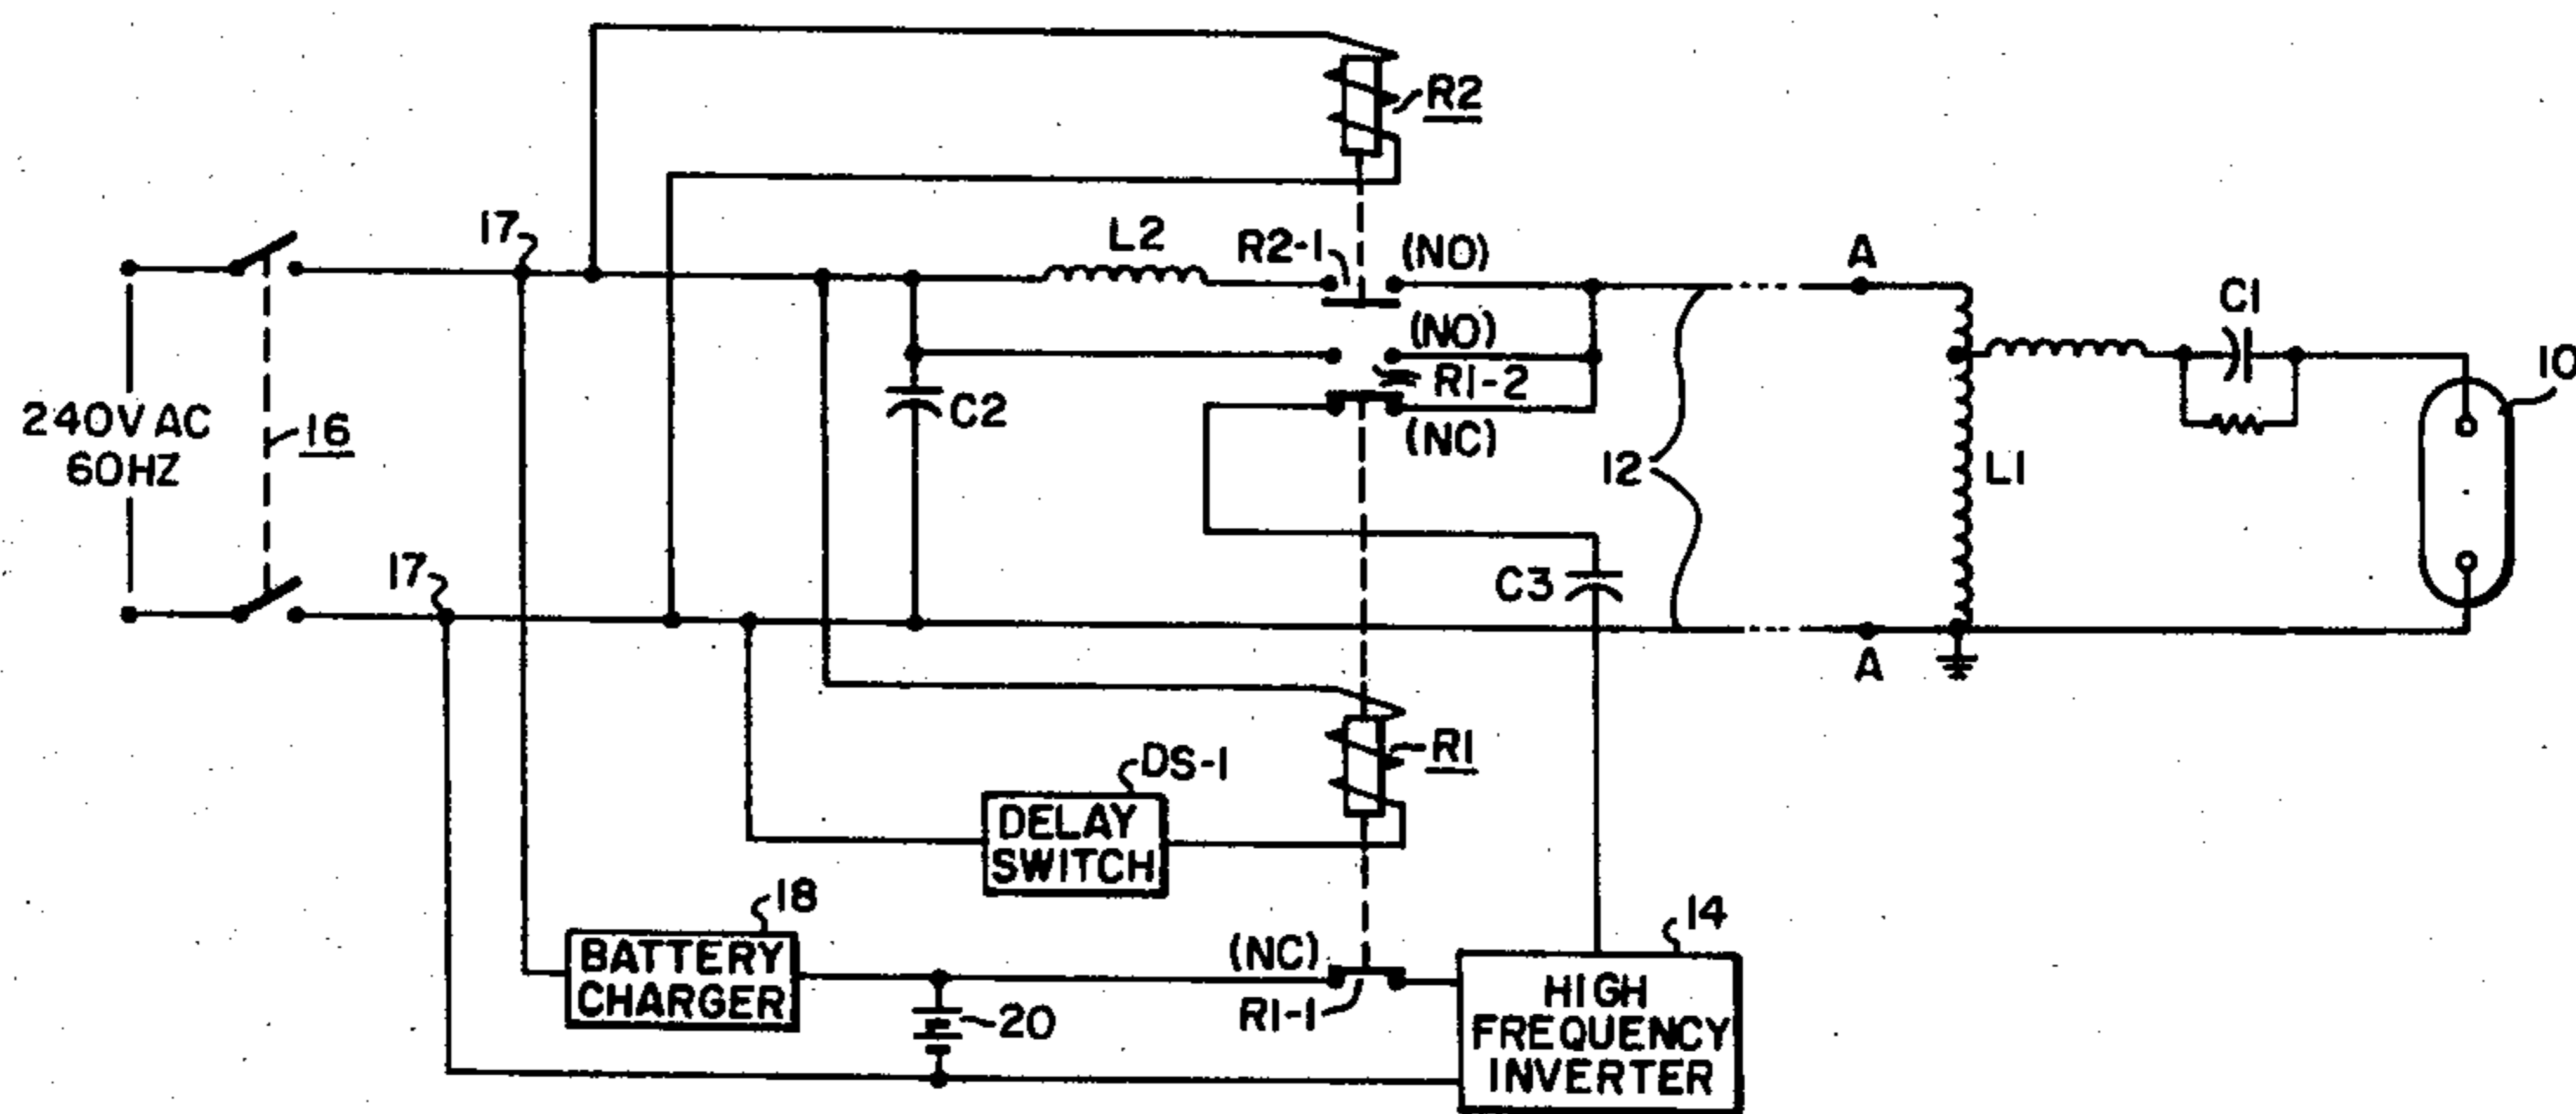 R2
17
L2
R2-1
(NO)
A
C1
(NO)
R1-2
10
240V AC
60HZ
16
C2
(NC)
12
L1
17
C3
A
R1
DS-1
DELAY
SWITCH
18
BATTERY
CHARGER
(NC)
14
20
R1-1
HIGH
FREQUENCY
INVERTER